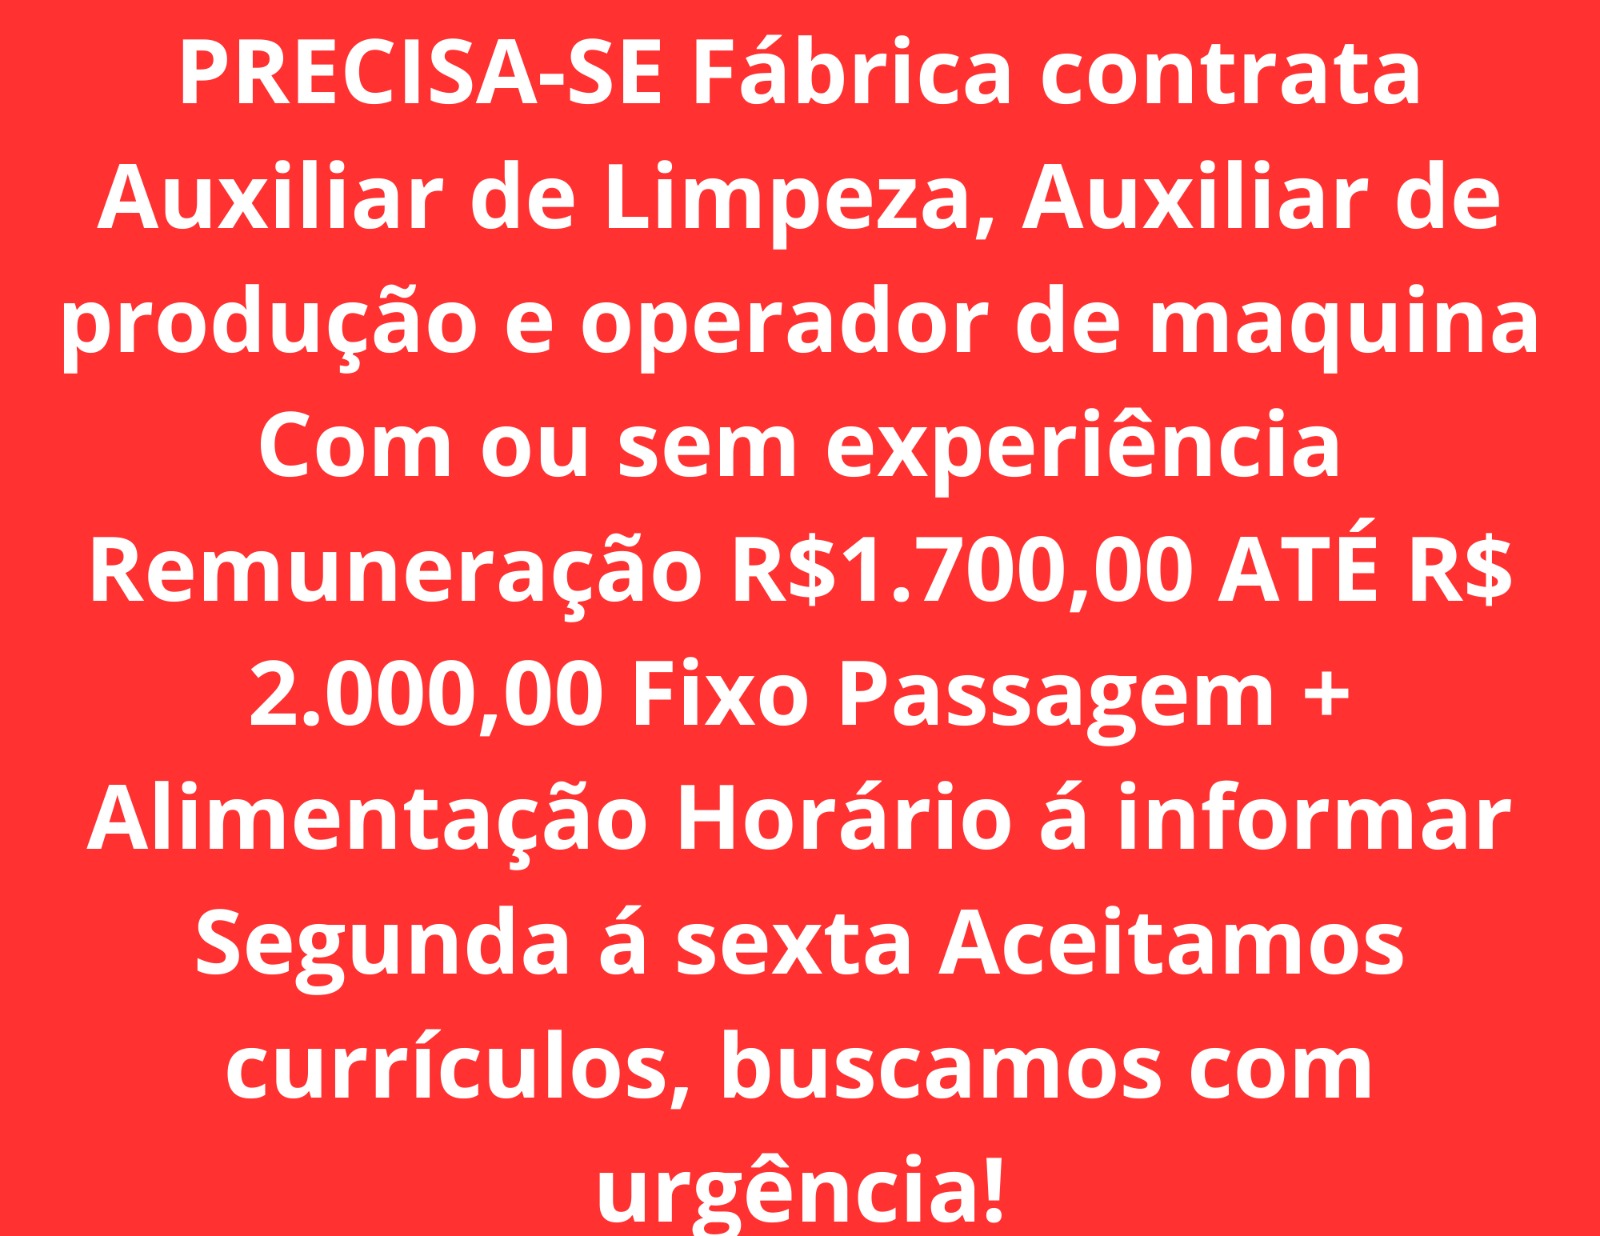 PRECISA-SE Fábrica contrata
Auxiliar de Limpeza, Auxiliar de
produção e operador de maquina
Com ou sem experiência
Remuneração R$1.700,00 ATÉ R$
2.000,00 Fixo Passagem +
Alimentação Horário á informar
Segunda á sexta Aceitamos
currículos, buscamos com
urgência!